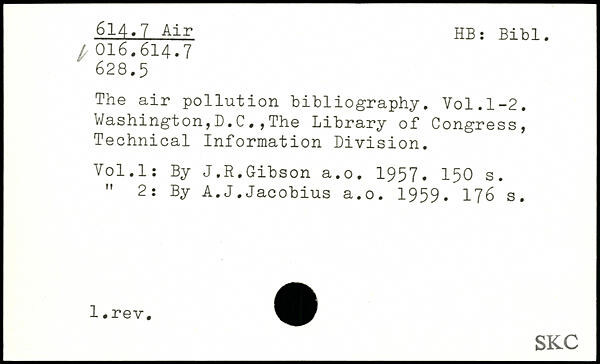 614.7 Air
HB: Bibl.
016.614.7
628.5
The air pollution bibliography. Vol.1-2.
Washington,D.C.,The Library of Congress,
Technical Information Division.
Vol.1: By J.R.Gibson a.o. 1957. 150 s.
" 2: By A.J.Jacobius a.o. 1959. 176 s.
1.rev.
SKC